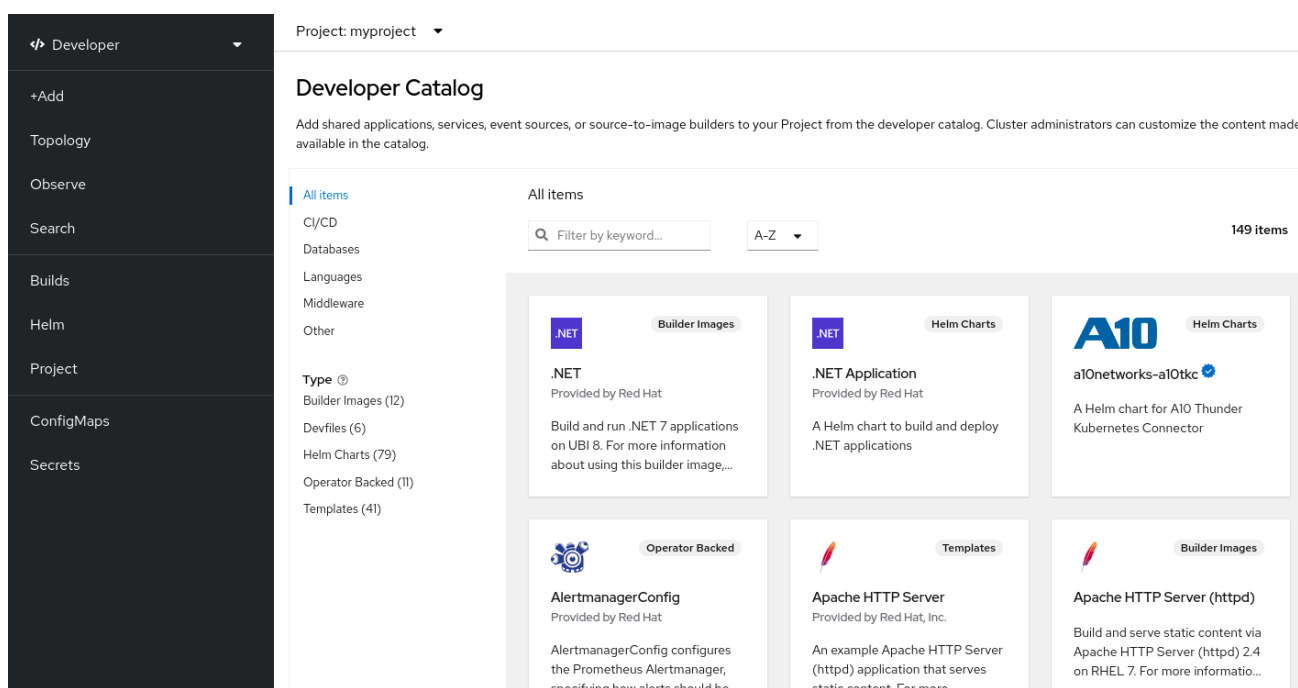 Developer
+Add
Topology
Observe
Search
Builds
Helm
Project
ConfigMaps
Secrets
Project: myproject
Developer Catalog
Add shared applications, services, event sources, or source-to-image builders to your Project from the developer catalog. Cluster administrators can customize the content made
available in the catalog.
All items
CI/CD
Databases
Languages
Middleware
Other
Type
Builder Images (12)
Devfiles (6)
Helm Charts (79)
Operator Backed (11)
Templates (41)
All items
Filter by keyword...
A-Z
149 items
.NET
Builder Images
.NET
Provided by Red Hat
Build and run .NET 7 applications
on UBI 8. For more information
about using this builder image,...
.NET
Helm Charts
.NET Application
Provided by Red Hat
A Helm chart to build and deploy
.NET applications
A10
Helm Charts
a10networks-a10tkc
A Helm chart for A10 Thunder
Kubernetes Connector
Operator Backed
AlertmanagerConfig
Provided by Red Hat
AlertmanagerConfig configures
the Prometheus Alertmanager,
specifying how alerts should be
Templates
Apache HTTP Server
Provided by Red Hat, Inc.
An example Apache HTTP Server
(httpd) application that serves
static content. For more
Builder Images
Apache HTTP Server (httpd)
Build and serve static content via
Apache HTTP Server (httpd) 2.4
on RHEL 7. For more informatio...